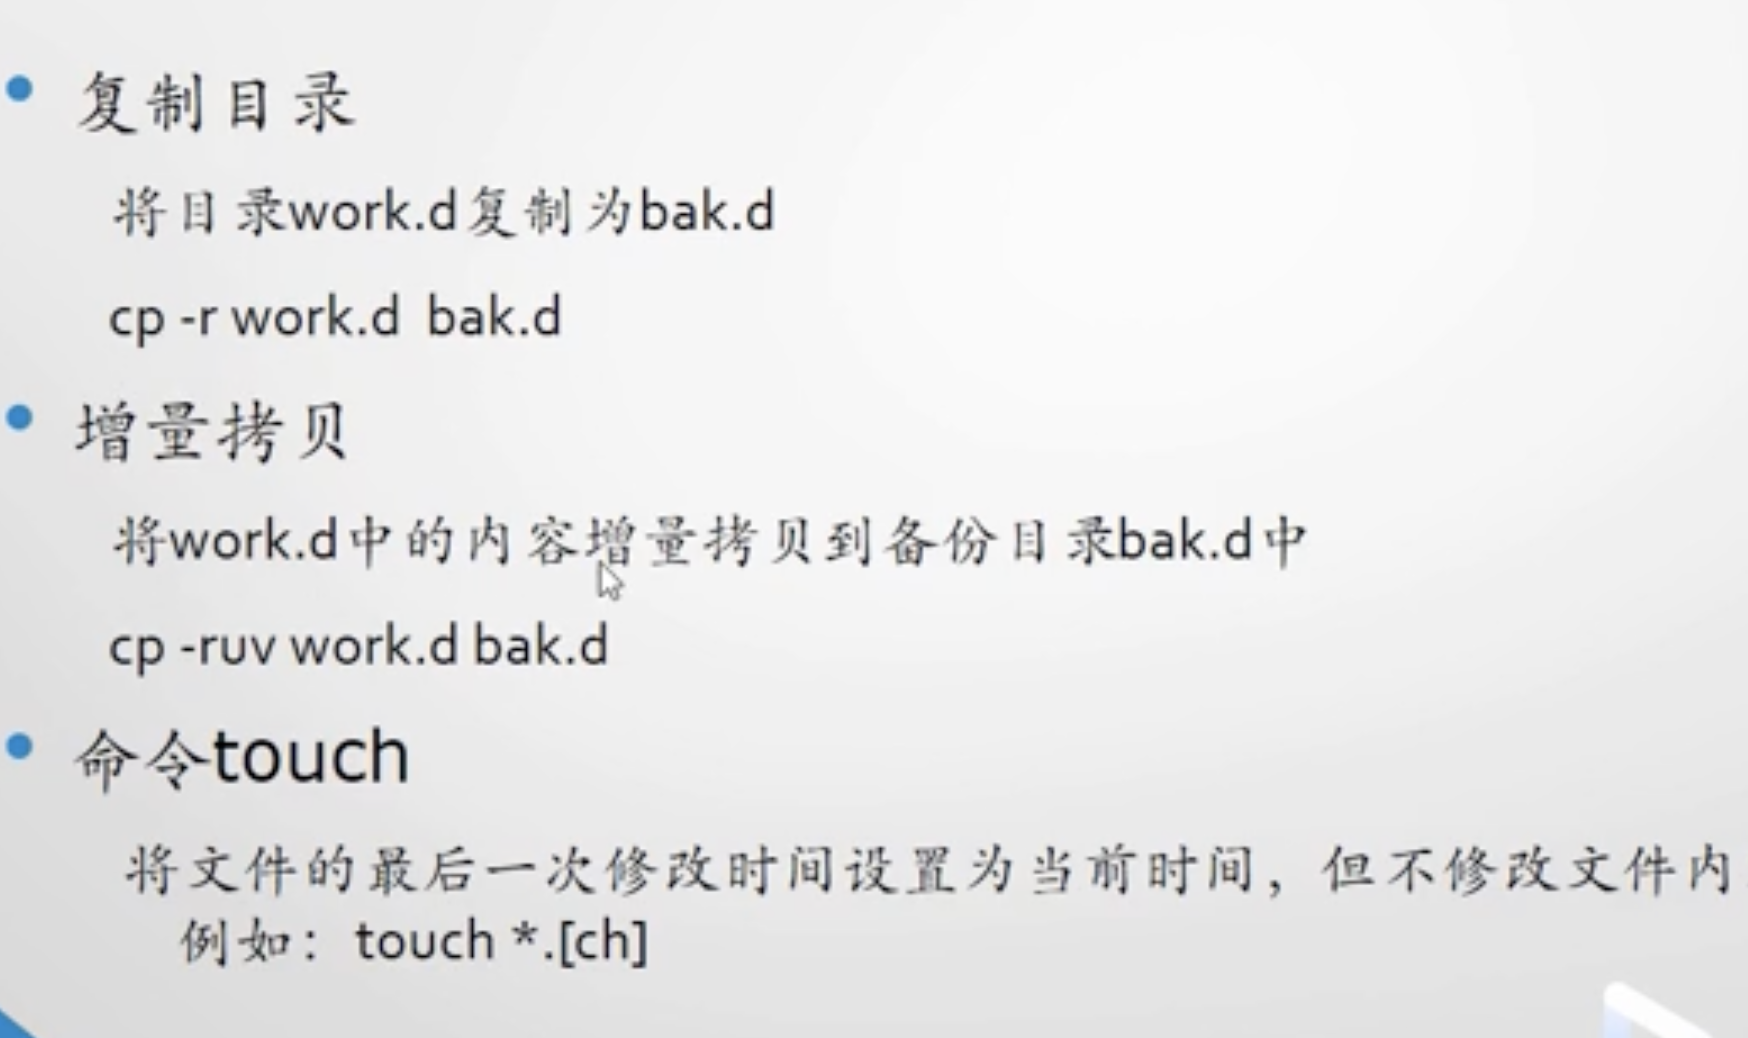 复制目录
将目录work.d复制为bak.d
cp -r work.d bak.d
增量拷贝
将work.d中的内容增量拷贝到备份目录bak.d中
cp -ruv work.d bak.d
命令touch
将文件的最后一次修改时间设置为当前时间，但不修改文件内
例如：touch *.[ch]